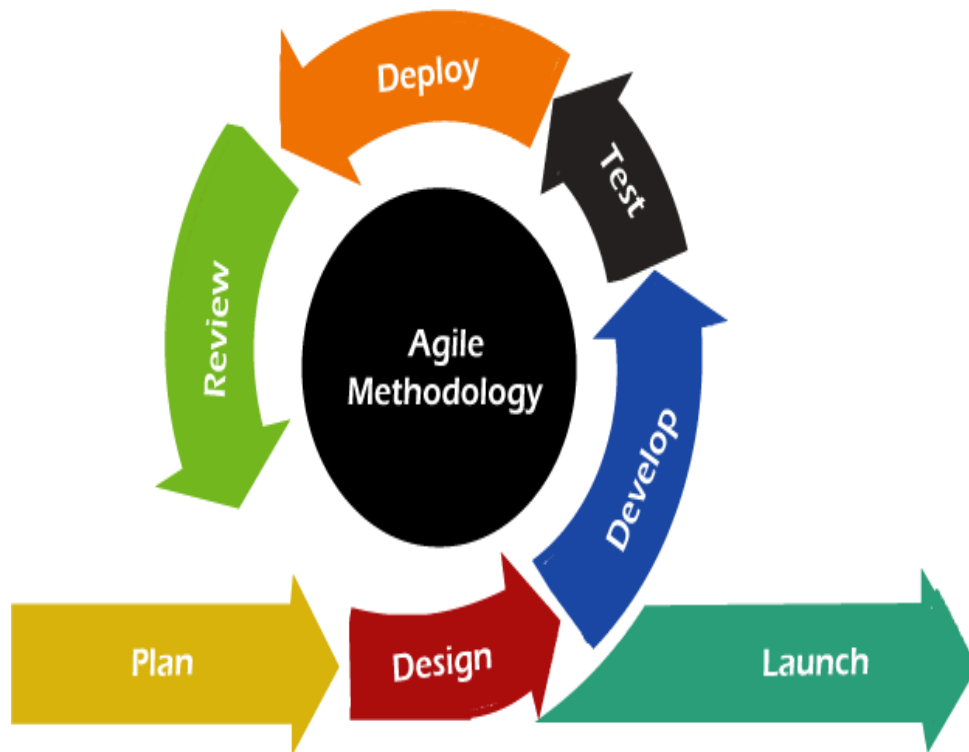 Deploy
Test
Review
Agile
Methodology
Develop
Plan
Design
Launch